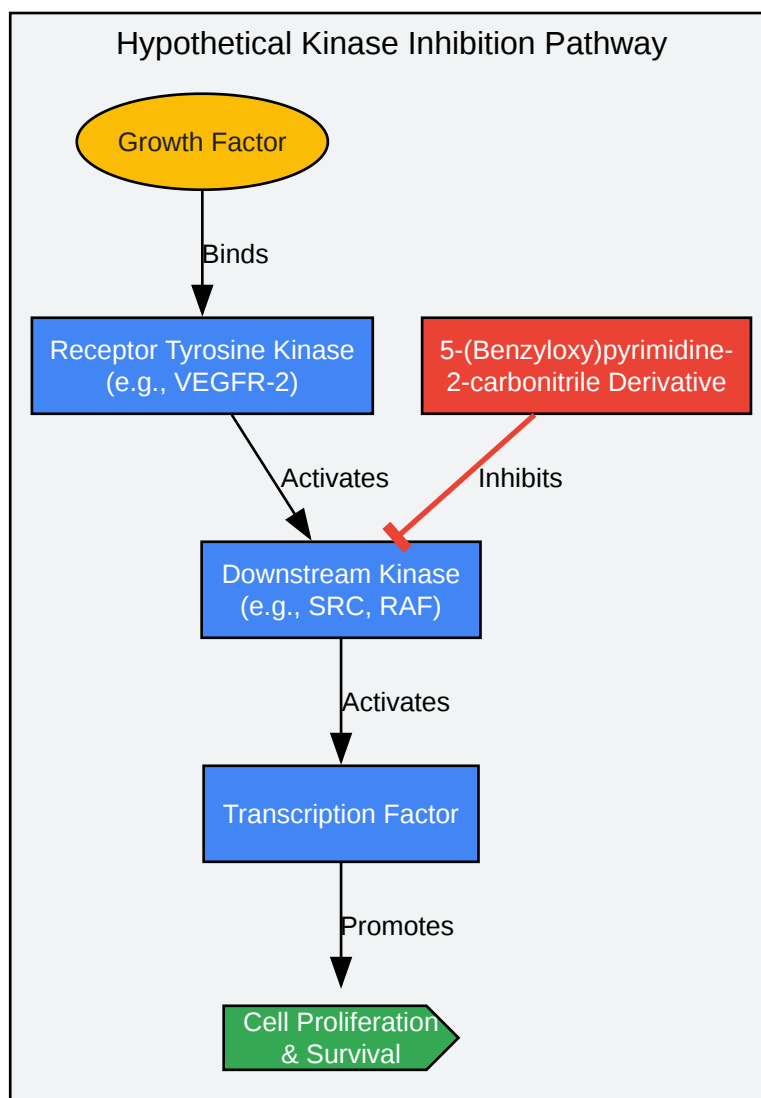 Hypothetical Kinase Inhibition Pathway
Growth Factor
Binds
Receptor Tyrosine Kinase
(e.g., VEGFR-2)
5-(Benzyloxy)pyrimidine-
2-carbonitrile Derivative
Activates
Inhibits
Downstream Kinase
(e.g., SRC, RAF)
Activates
Transcription Factor
Promotes
Cell Proliferation
& Survival